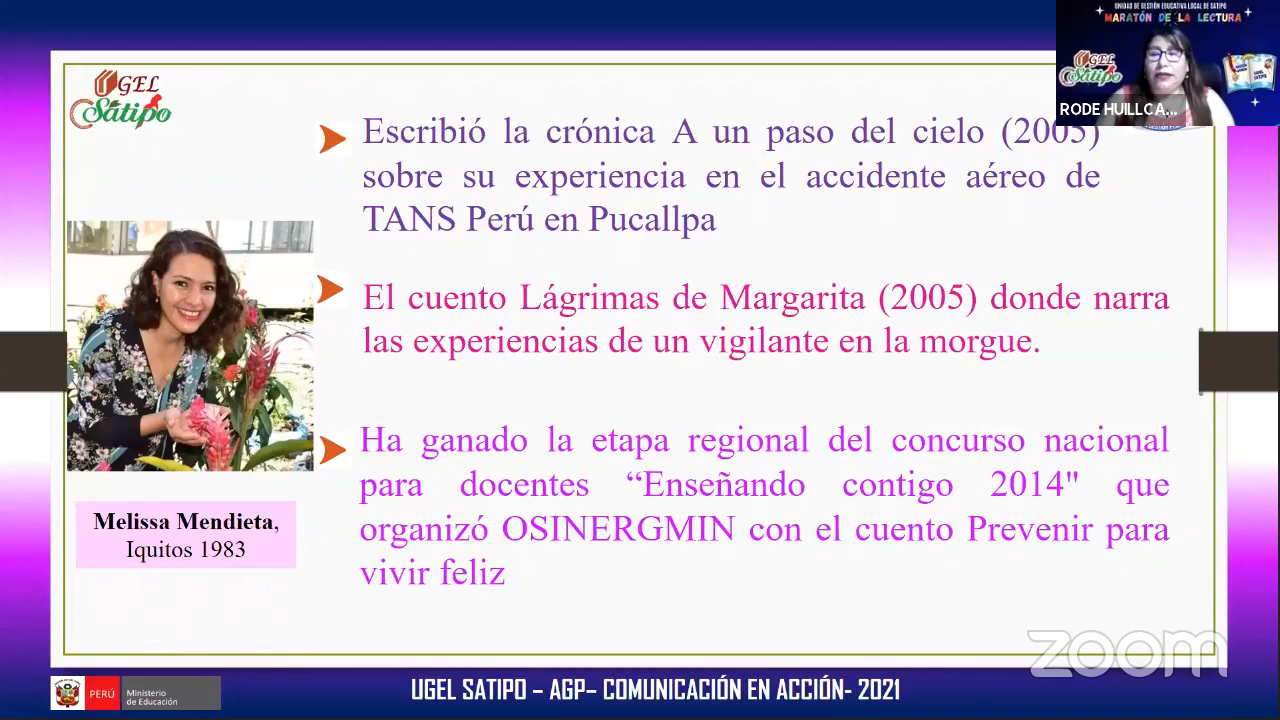 UNIDAD DE GESTIÓN EDUCATIVA LOCAL DE SATIPO
MARATÓN DE LA LECTURA
UGEL
Satipo
RODE HUILLCA...
UGEL
Satipo
Escribió la crónica A un paso del cielo (2005)
sobre su experiencia en el accidente aéreo de
TANS Perú en Pucallpa
El cuento Lágrimas de Margarita (2005) donde narra
las experiencias de un vigilante en la morgue.
Ha ganado la etapa regional del concurso nacional
para docentes “Enseñando contigo 2014" que
organizó OSINERGMIN con el cuento Prevenir para
vivir feliz
Melissa Mendieta,
Iquitos 1983
zoom
PERÚ
Ministerio
de Educación
UGEL SATIPO – AGP– COMUNICACIÓN EN ACCIÓN- 2021